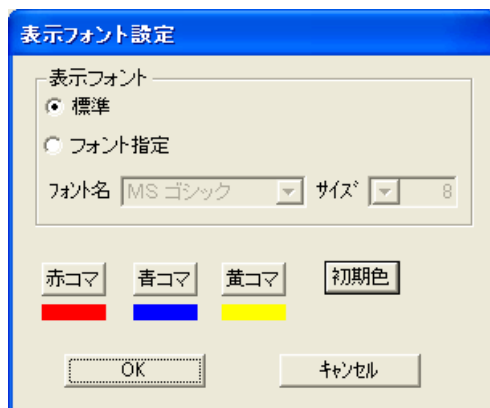 表示フォント設定
表示フォント
標準
フォント指定
フォント名 MS ゴシック サイズ 8
赤コマ 青コマ 黄コマ 初期色
OK キャンセル